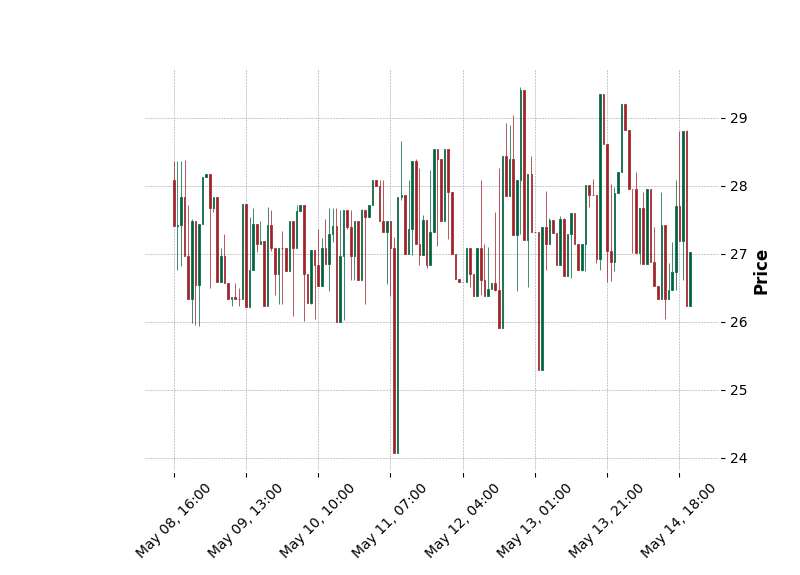 29
28
27
26
25
24
Price
May 08, 16:00
May 09, 13:00
May 10, 10:00
May 11, 07:00
May 12, 04:00
May 13, 01:00
May 13, 21:00
May 14, 18:00